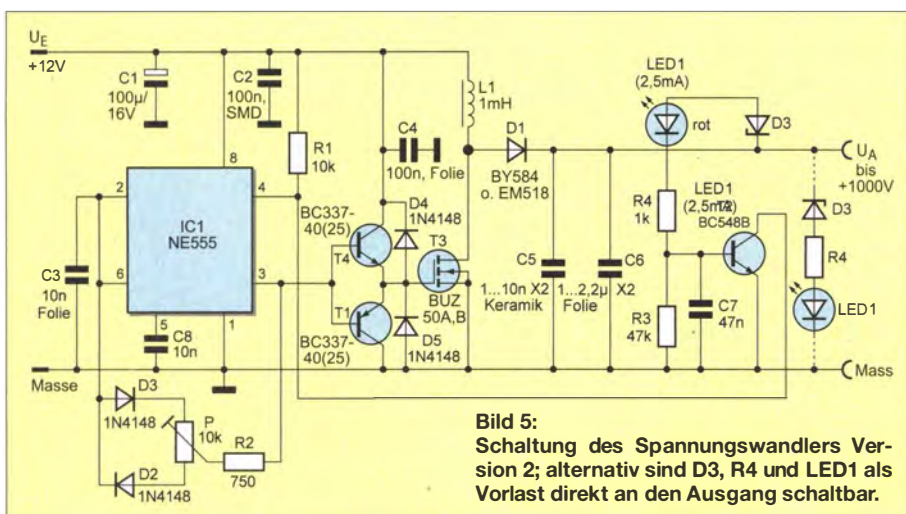 UE
+12V
C1
100µ/
16V
C2
100n,
SMD
R1
10k
C4
100n, Folie
L1
1mH
D1
BY584
o. EM518
LED1
(2,5mA)
rot
D3
UA
bis
+1000V
8
2
4
IC1
NE555
6
3
5
1
C3
10n
Folie
C8
10n
BC337-
40(25)
T4
D4
1N4148
T3
BUZ
50A,B
T1
BC337-
40(25)
D5
1N4148
C5
1...10n X2
Keramik
C6
1...2,2µ X2
Folie
R4
1k
LED1
(2,5mA)
BC548B
R3
47k
C7
47n
D3
R4
LED1
Masse
Mass
D3
1N4148
P
10k
R2
750
D2
1N4148
Bild 5:
Schaltung des Spannungswandlers Ver-
sion 2; alternativ sind D3, R4 und LED1 als
Vorlast direkt an den Ausgang schaltbar.